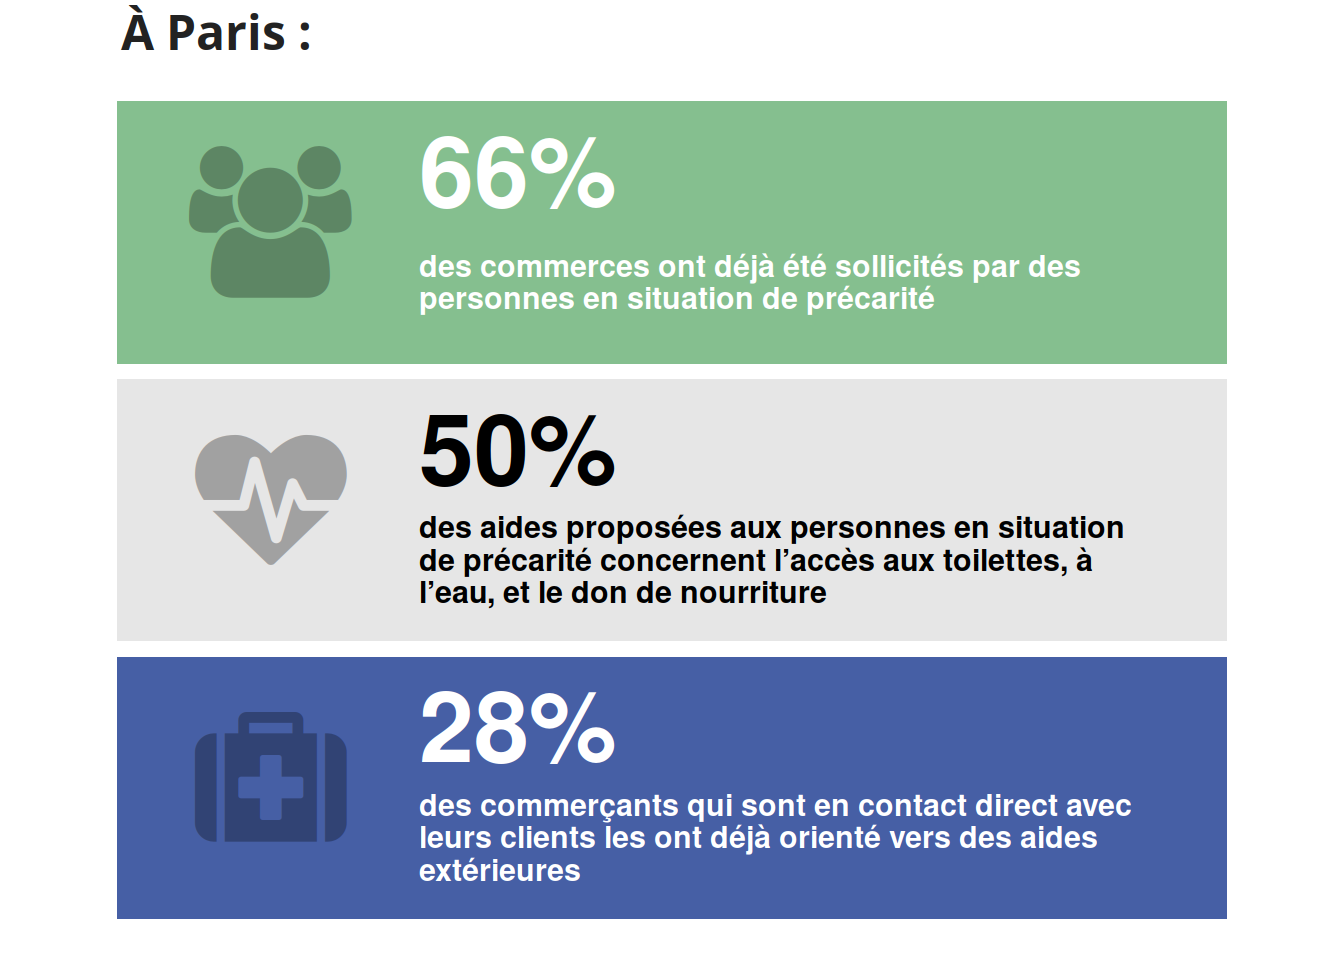 À Paris :
66%
des commerces ont déjà été sollicités par des
personnes en situation de précarité
50%
des aides proposées aux personnes en situation
de précarité concernent l’accès aux toilettes, à
l’eau, et le don de nourriture
28%
des commerçants qui sont en contact direct avec
leurs clients les ont déjà orienté vers des aides
extérieures